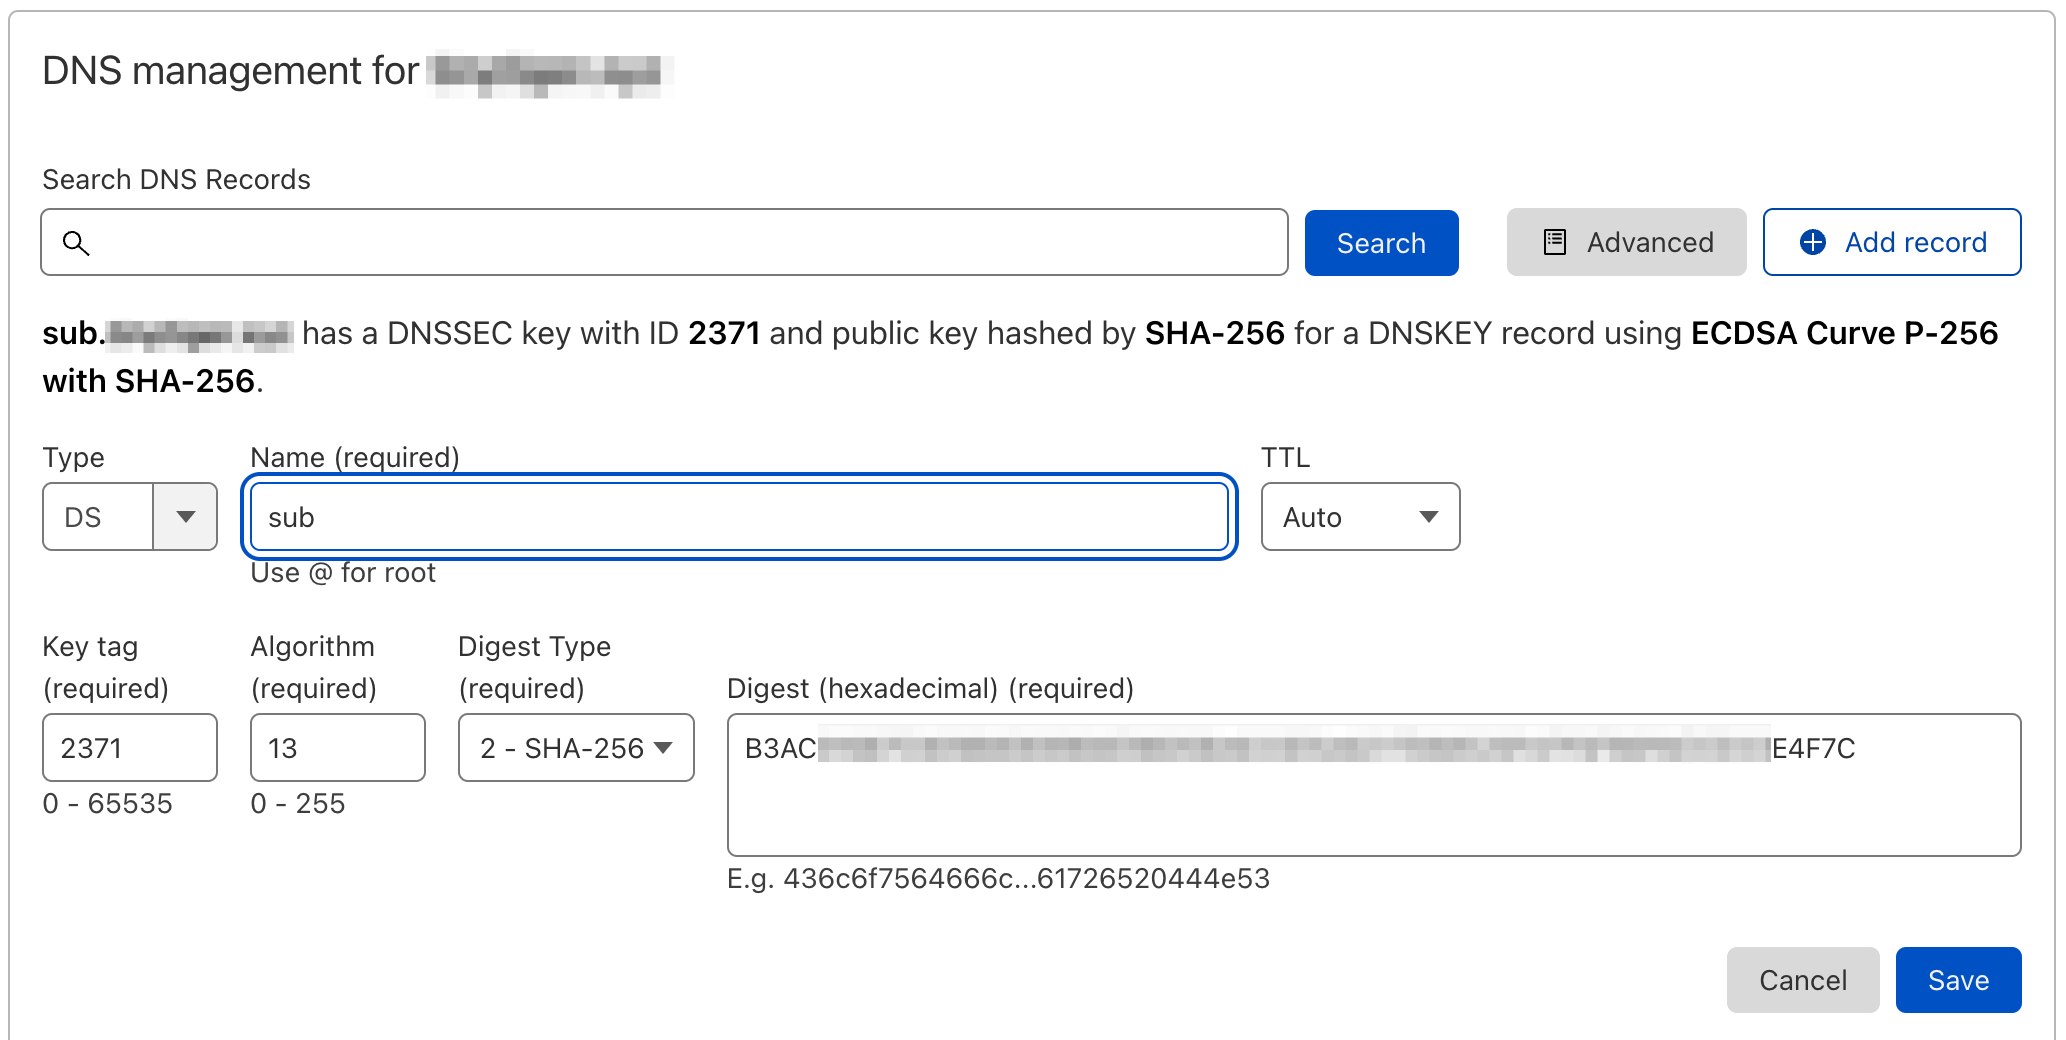 DNS management for
Search DNS Records
Search
Advanced
Add record
sub. has a DNSSEC key with ID 2371 and public key hashed by SHA-256 for a DNSKEY record using ECDSA Curve P-256
with SHA-256.
Type
Name (required)
TTL
DS
sub
Auto
Use @ for root
Key tag
(required)
Algorithm
(required)
Digest Type
(required)
Digest (hexadecimal) (required)
2371
13
2 - SHA-256
B3AC E4F7C
0 - 65535
0 - 255
E.g. 436c6f7564666c...61726520444e53
Cancel
Save